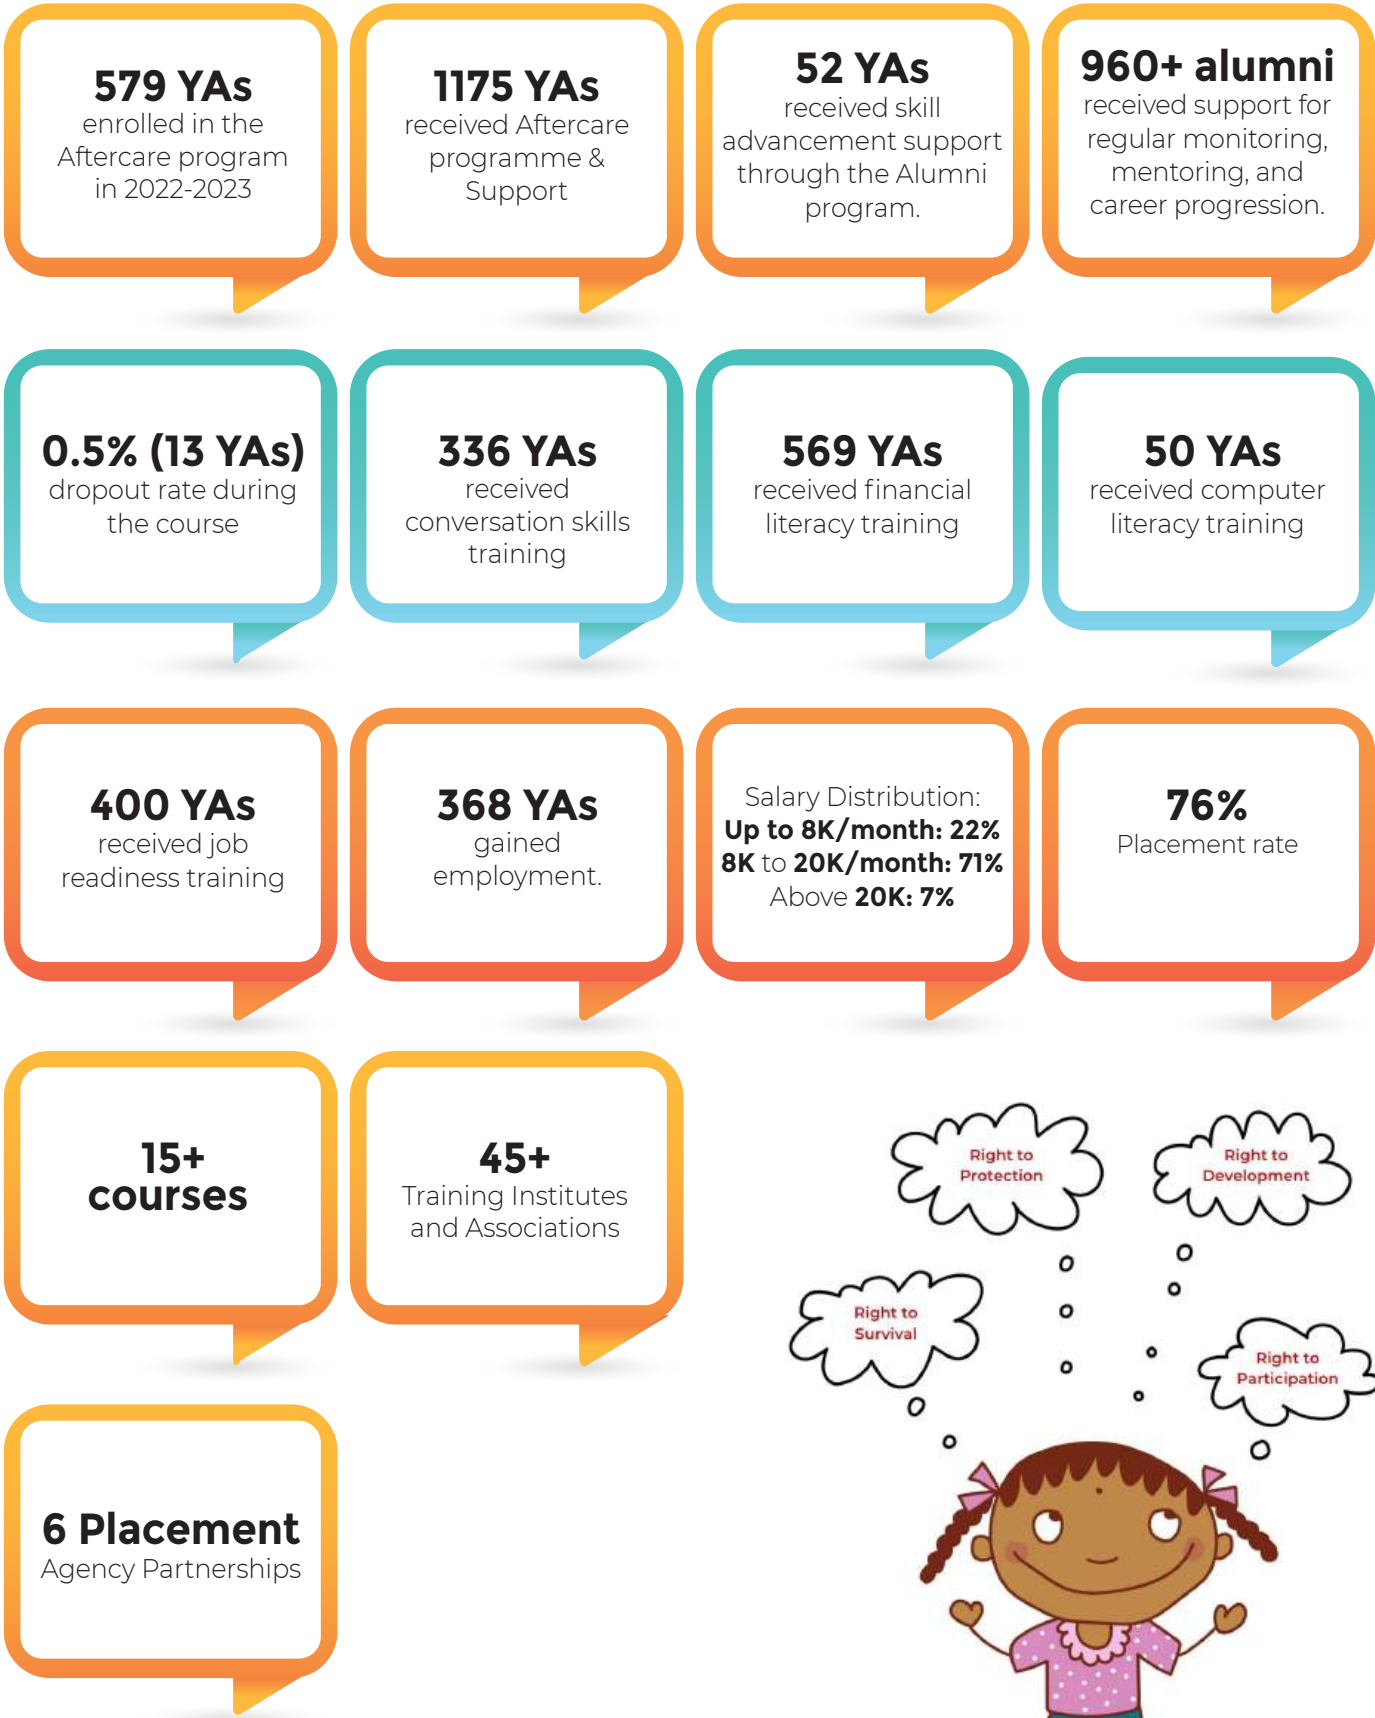 579 YAs
enrolled in the
Aftercare program
in 2022-2023
1175 YAs
received Aftercare
programme &
Support
52 YAs
received skill
advancement support
through the Alumni
program.
960+ alumni
received support for
regular monitoring,
mentoring, and
career progression.
0.5% (13 YAs)
dropout rate during
the course
336 YAs
received
conversation skills
training
569 YAs
received financial
literacy training
50 YAs
received computer
literacy training
400 YAs
received job
readiness training
368 YAs
gained
employment.
Salary Distribution:
Up to 8K/month: 22%
8K to 20K/month: 71%
Above 20K: 7%
76%
Placement rate
15+
courses
45+
Training Institutes
and Associations
Right to
Protection
Right to
Development
Right to
Survival
Right to
Participation
6 Placement
Agency Partnerships